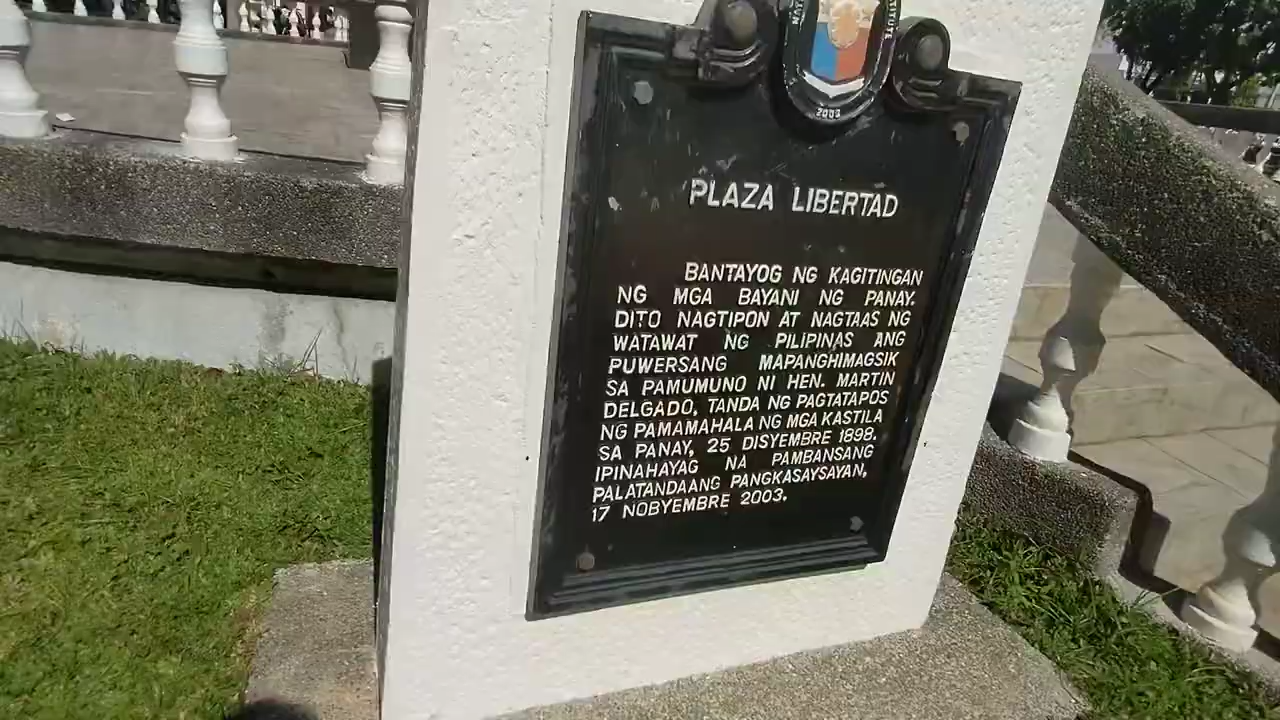 2003
PLAZA LIBERTAD
BANTAYOG NG KAGITINGAN
NG MGA BAYANI NG PANAY.
DITO NAGTIPON AT NAGTAAS NG
WATAWAT NG PILIPINAS ANG
PUWERSANG MAPANGHIMAGSIK
SA PAMUMUNO NI HEN. MARTIN
DELGADO, TANDA NG PAGTATAPOS
NG PAMAMAHALA NG MGA KASTILA
SA PANAY, 25 DISYEMBRE 1898.
IPINAHAYAG NA PAMBANSANG
PALATANDAANG PANGKASAYSAYAN,
17 NOBYEMBRE 2003.